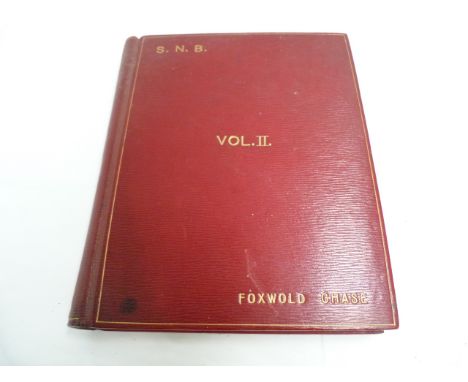 S. N. B.
VOL. II.
FOXWOLD CHASE